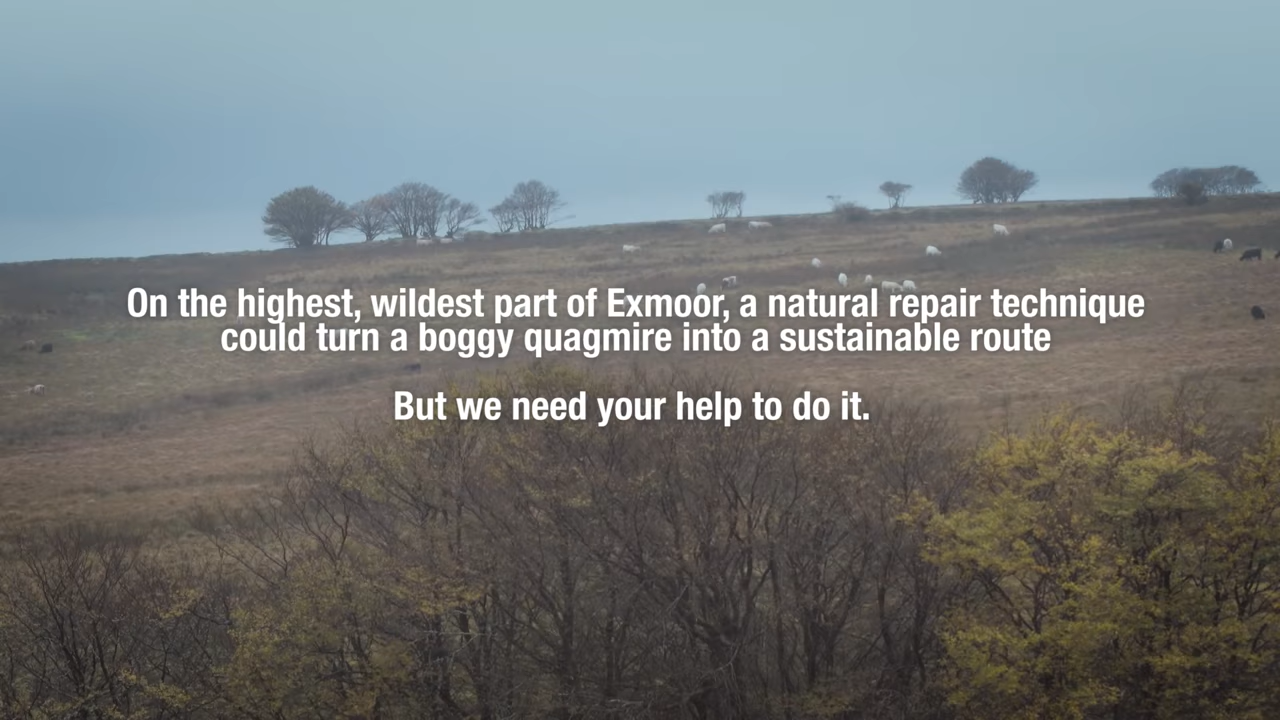 On the highest, wildest part of Exmoor, a natural repair technique
could turn a boggy quagmire into a sustainable route
But we need your help to do it.